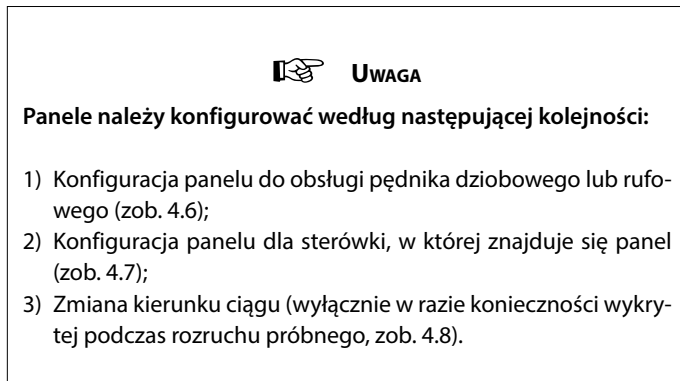 Uwaga
Panele należy konfigurować według następującej kolejności:
1) Konfiguracja panelu do obsługi pędnika dziobowego lub rufo-
wego (zob. 4.6);
2) Konfiguracja panelu dla sterówki, w której znajduje się panel
(zob. 4.7);
3) Zmiana kierunku ciągu (wyłącznie w razie konieczności wykry-
tej podczas rozruchu próbnego, zob. 4.8).